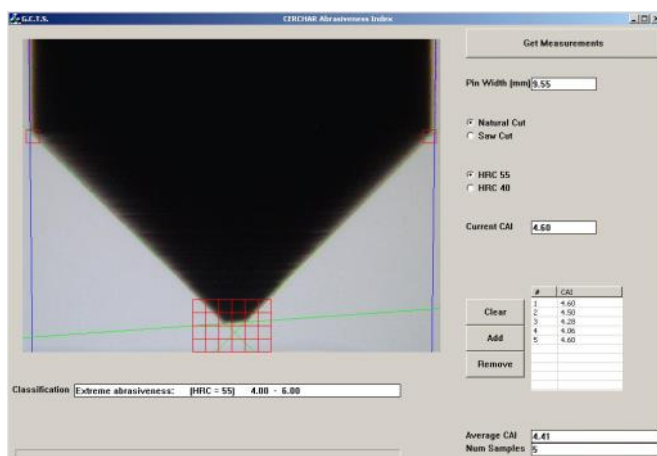 G.C.T.S.
CERCHAR Abrasiveness Index
Get Measurements
Pin Width (mm) 9.55
Natural Cut
Saw Cut
HRC 55
HRC 40
Current CAI 4.60
# CAI
1 4.60
2 4.50
3 4.28
4 4.06
5 4.60
Clear
Add
Remove
Classification Extreme abrasiveness: (HRC = 55) 4.00 - 6.00
Average CAI 4.41
Num Samples 5